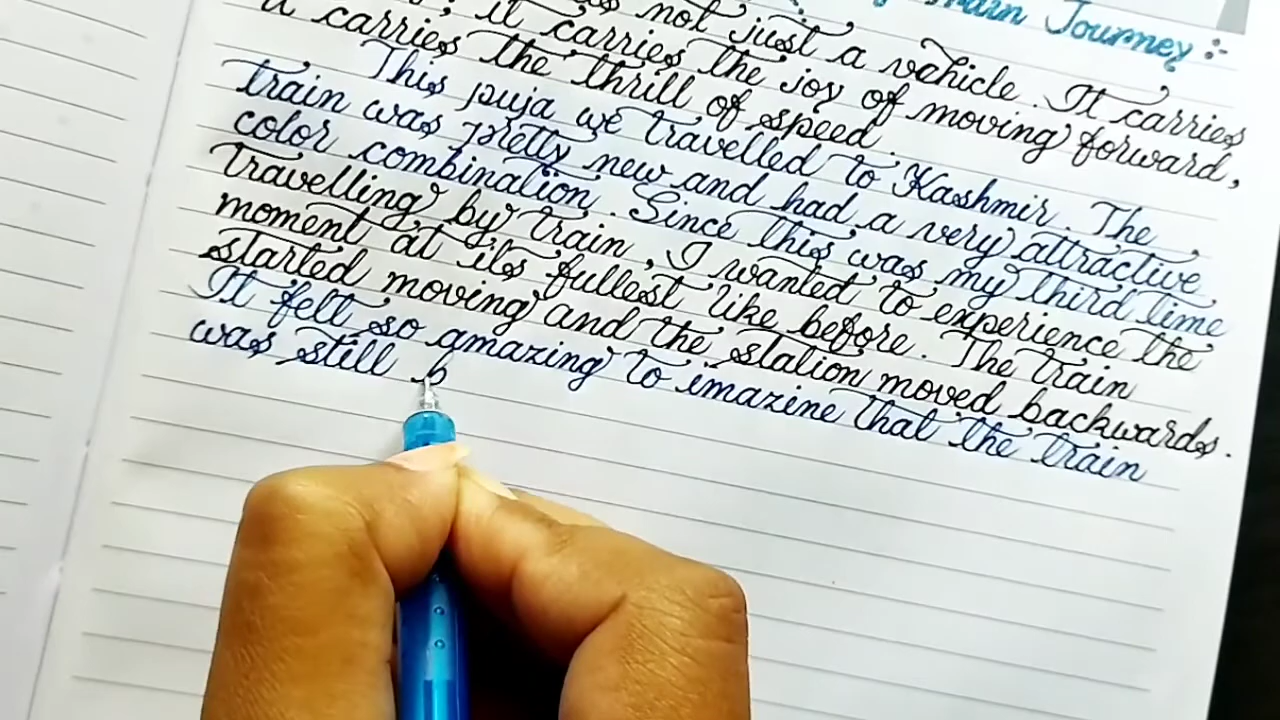 Train Journey
not just a vehicle. It carries
it carries the joy of moving forward,
carries the thrill of speed.
This puja we travelled to Kashmir. The
train was pretty new and had a very attractive
color combination. Since this was my third time
travelling by train, I wanted to experience the
moment at its fullest like before. The train
started moving and the station moved backwards.
It felt so amazing to imazine that the train
was still